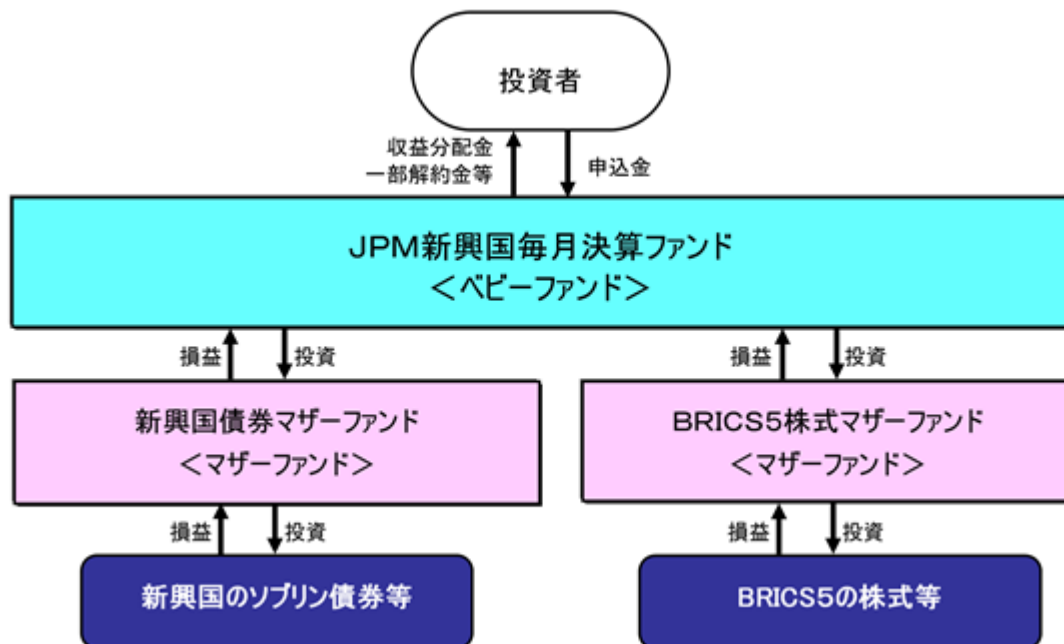 投資者
収益分配金
一部解約金等
申込金
JPM新興国毎月決算ファンド
＜ベビーファンド＞
損益
投資
損益
投資
新興国債券マザーファンド
＜マザーファンド＞
BRICS5株式マザーファンド
＜マザーファンド＞
損益
投資
損益
投資
新興国のソブリン債券等
BRICS5の株式等